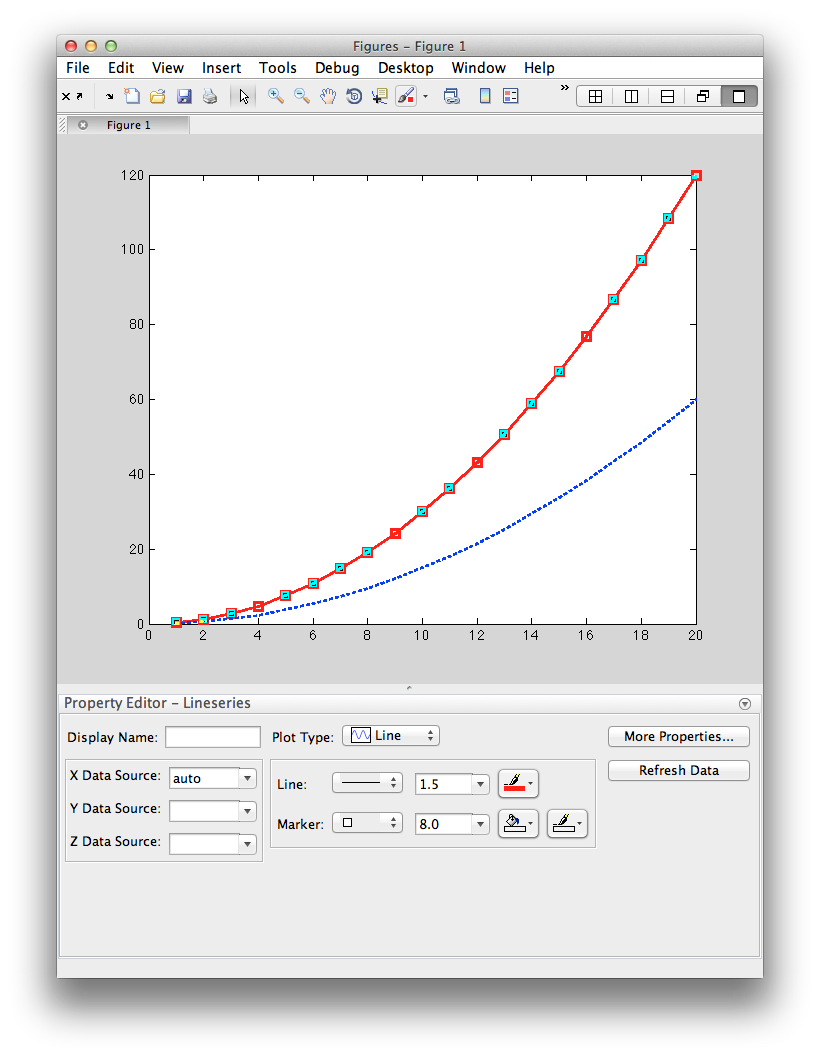 Figures – Figure 1
File Edit View Insert Tools Debug Desktop Window Help
»
Figure 1
120
100
80
60
40
20
0
0 2 4 6 8 10 12 14 16 18 20
Property Editor – Lineseries
Display Name: Plot Type: Line More Properties...
X Data Source: auto Line: 1.5 Refresh Data
Y Data Source: Marker: 8.0
Z Data Source: